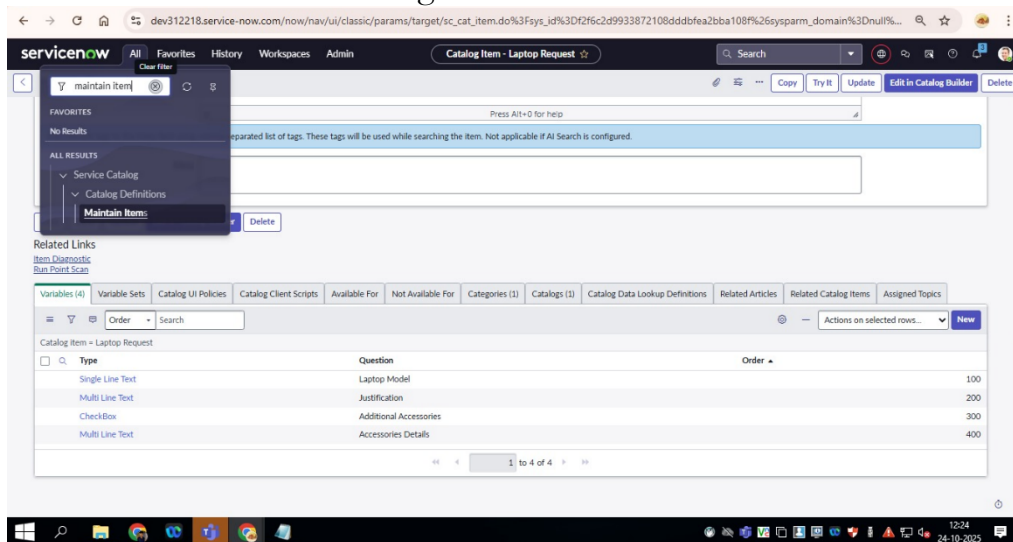 dev312218.service-now.com/now/nav/ui/classic/params/target/sc_cat_item.do%3Fsys_id%3Df2f6c2d9933872108dddbfea2bba108f%26sysparm_domain%3Dnull%...
servicenow All Favorites History Workspaces Admin Catalog Item - Laptop Request Search
Clear filter
maintain item
Copy Try It Update Edit in Catalog Builder Delete
FAVORITES
No Results
ALL RESULTS
Service Catalog
Catalog Definitions
Maintain Items
Press Alt+0 for help
eparated list of tags. These tags will be used while searching the item. Not applicable if AI Search is configured.
r Delete
Related Links
Item Diagnostic
Run Point Scan
Variables (4) Variable Sets Catalog UI Policies Catalog Client Scripts Available For Not Available For Categories (1) Catalogs (1) Catalog Data Lookup Definitions Related Articles Related Catalog Items Assigned Topics
Order Search Actions on selected rows... New
Catalog item = Laptop Request
Type Question Order
Single Line Text Laptop Model 100
Multi Line Text Justification 200
CheckBox Additional Accessories 300
Multi Line Text Accessories Details 400
1 to 4 of 4
12:24
24-10-2025